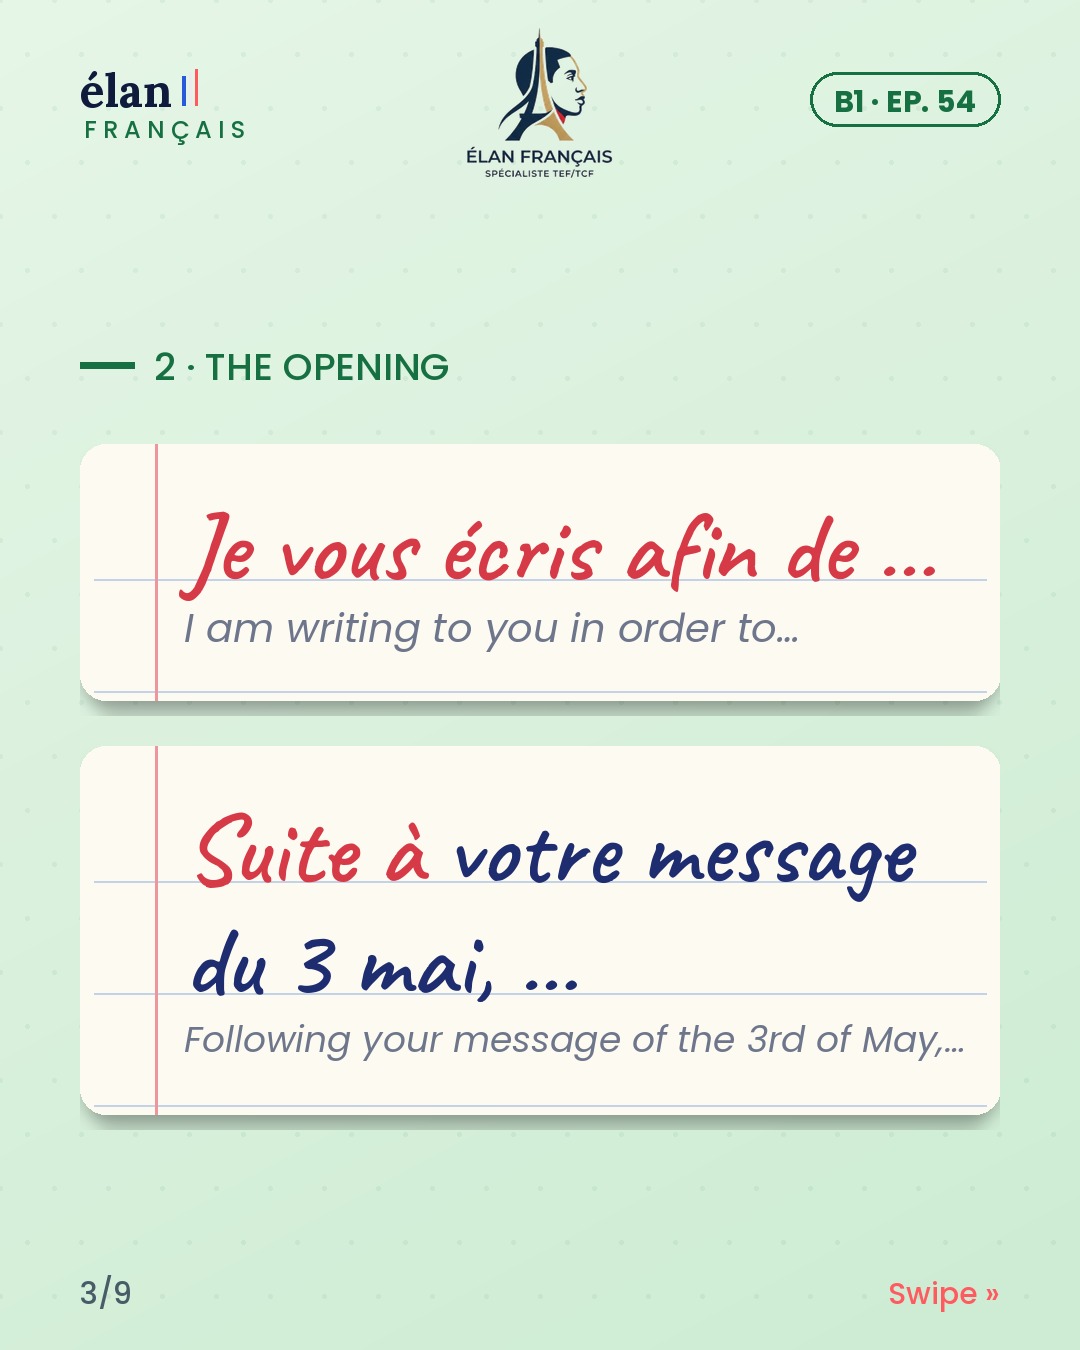 élan
FRANÇAIS
ÉLAN FRANÇAIS
SPÉCIALISTE TEF/TCF
B1 · EP. 54
2 · THE OPENING
Je vous écris afin de ...
I am writing to you in order to...
Suite à votre message
du 3 mai, ...
Following your message of the 3rd of May,...
3/9
Swipe »